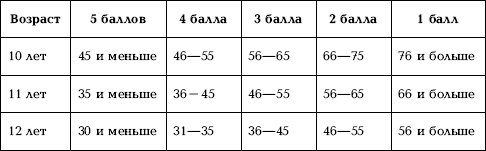 Возраст 5 баллов 4 балла 3 балла 2 балла 1 балл
10 лет 45 и меньше 46—55 56—65 66—75 76 и больше
11 лет 35 и меньше 36—45 46—55 56—65 66 и больше
12 лет 30 и меньше 31—35 36—45 46—55 56 и больше